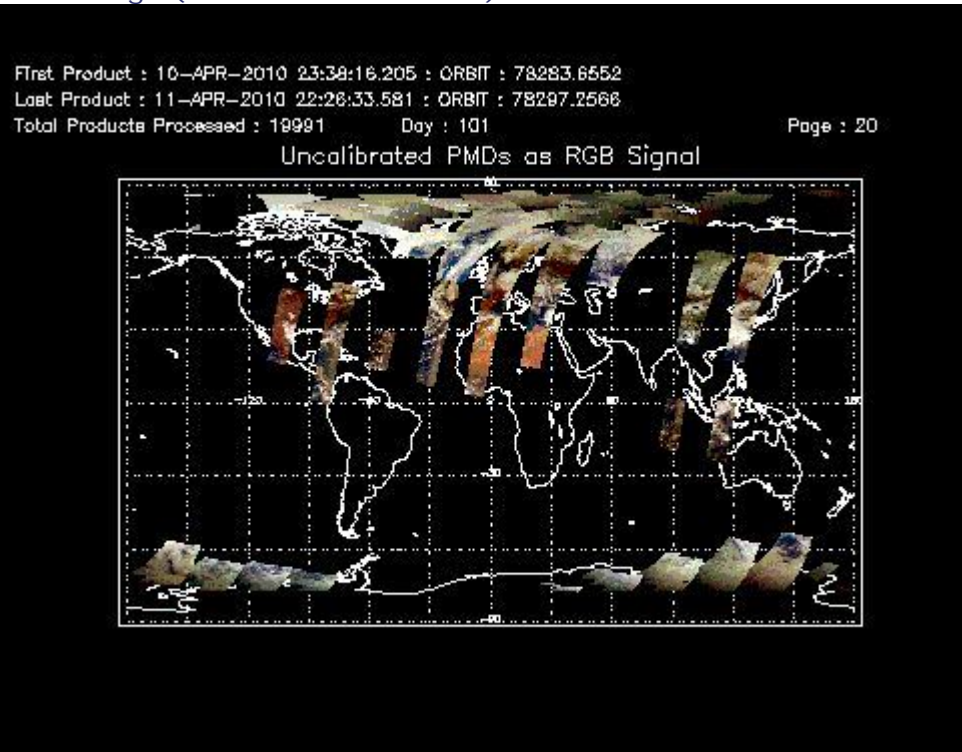 First Product : 10-APR-2010 23:38:16.205 : ORBIT : 78283.6552
Last Product : 11-APR-2010 22:26:33.581 : ORBIT : 78297.2566
Total Products Processed : 19991 Day : 101 Page : 20
Uncalibrated PMDs as RGB Signal